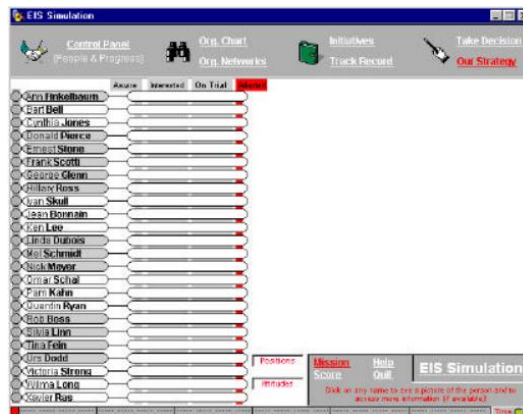 EIS Simulation
Control Panel
(People & Progress)
Org. Chart
Org. Networks
Initiatives
Track Record
Take Decision
Our Strategy
Aware Interested On Trial Adopted
Ann Finkelbaum
Bart Bell
Cynthia Jones
Donald Pierce
Ernest Stone
Frank Scotti
George Glenn
Hillary Ross
Ivan Skull
Jean Bonnain
Ken Lee
Linda Dubois
Mel Schmidt
Nick Meyer
Omar Schal
Pam Kahn
Quentin Ryan
Rob Boss
Silvia Linn
Tina Fein
Urs Dodd
Victoria Strong
Wilma Long
Xavier Rus
Positions
Attitudes
Mission
Score
Help
Quit
EIS Simulation
Click on any name to see a picture of the person and to
access more information (if available)
Time